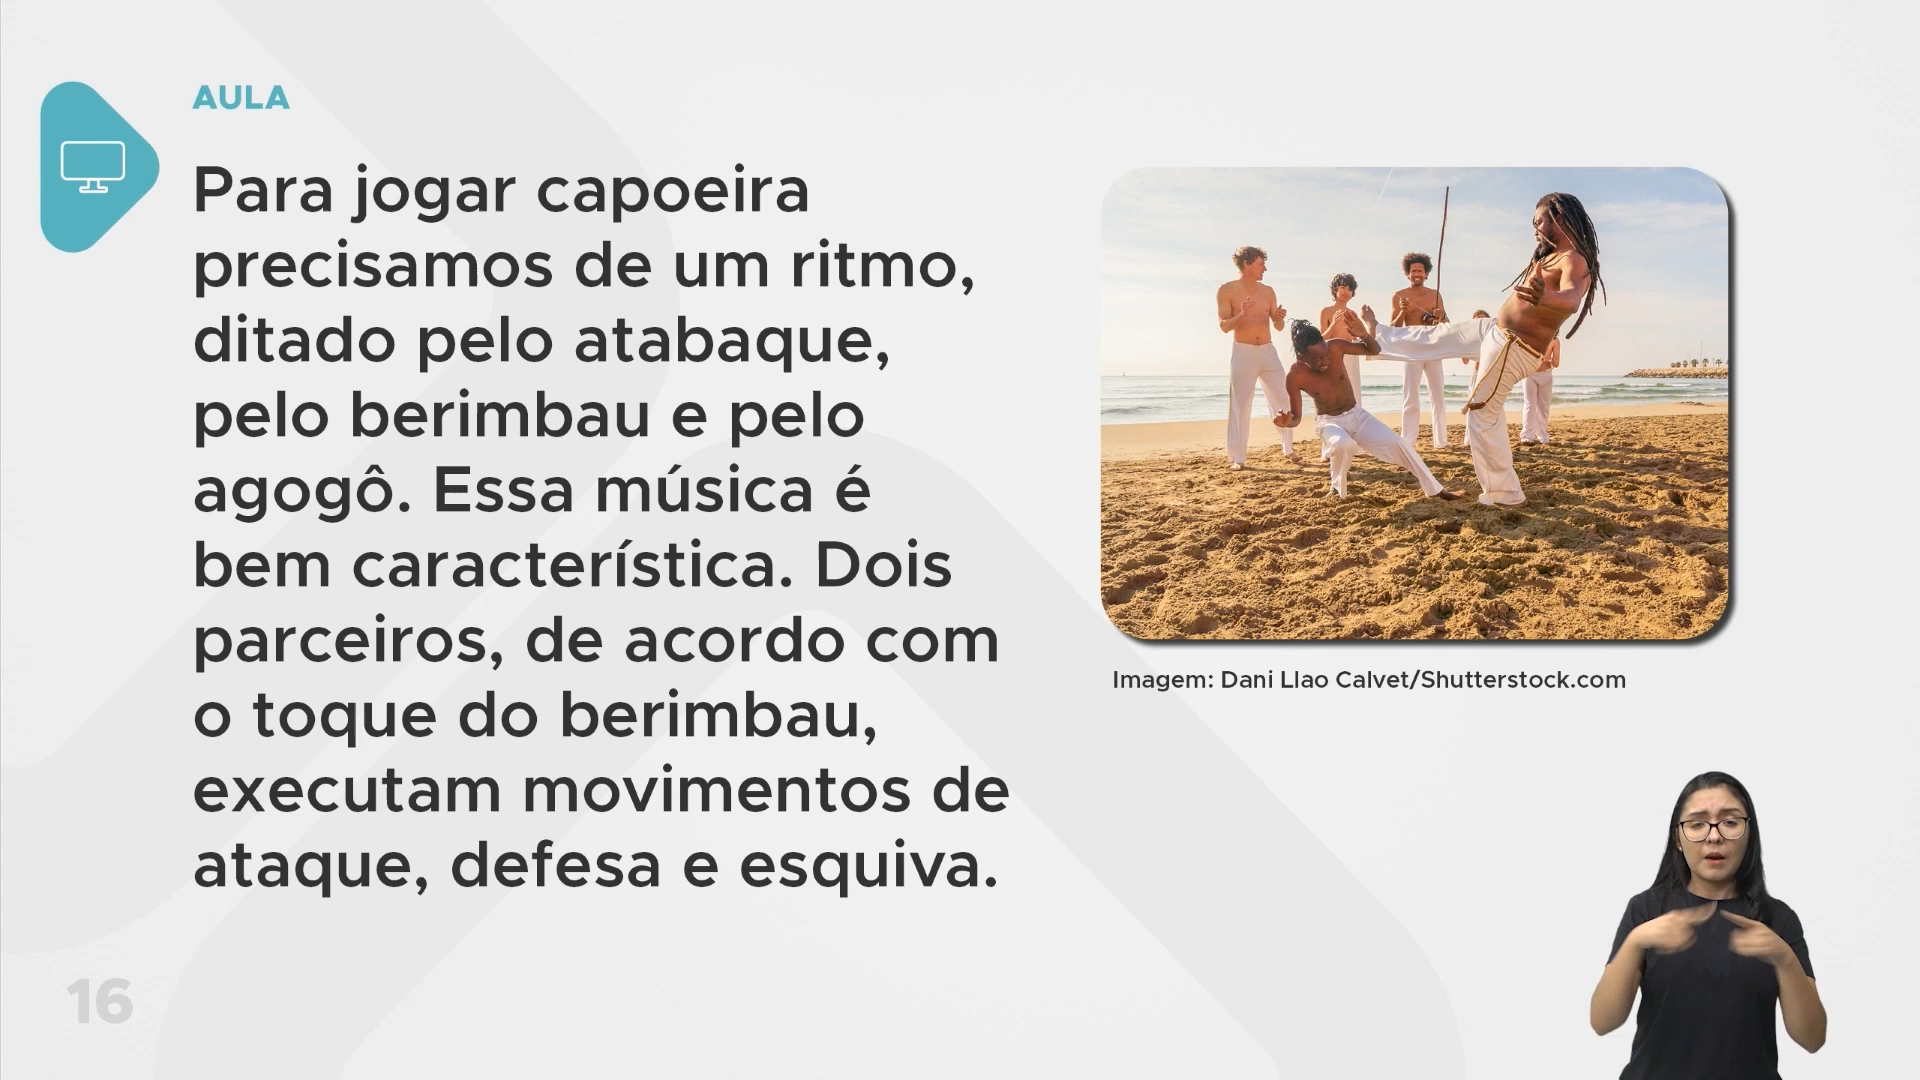 AULA
Para jogar capoeira
precisamos de um ritmo,
ditado pelo atabaque,
pelo berimbau e pelo
agogô. Essa música é
bem característica. Dois
parceiros, de acordo com
o toque do berimbau,
executam movimentos de
ataque, defesa e esquiva.
Imagem: Dani Llao Calvet/Shutterstock.com
16